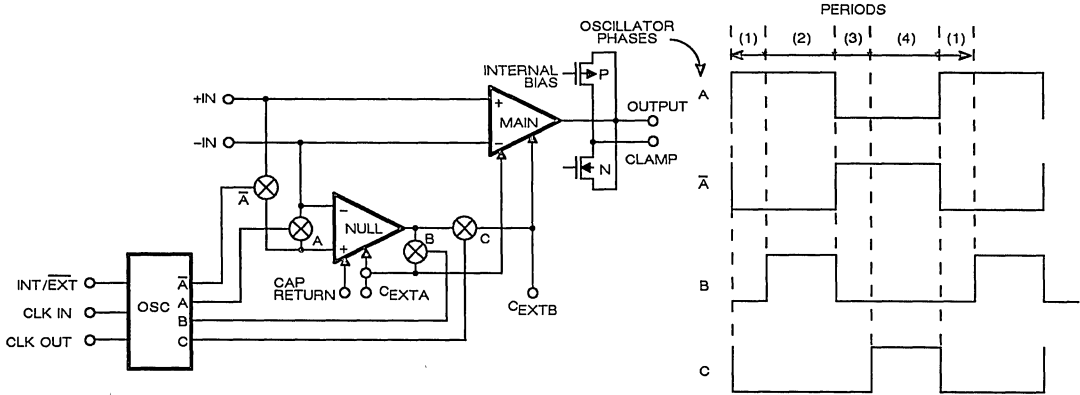 PERIODS
OSCILLATOR
PHASES
(1) (2) (3) (4) (1)
INTERNAL
BIAS
P
A
+IN
+
MAIN
OUTPUT
−IN
−
CLAMP
N
A̅
A̅
−
NULL
A
B
C
+
INT/E̅X̅T̅
CLK IN
CLK OUT
OSC
A̅
A
B
C
CAP
RETURN
CEXTA
CEXTB
B
C